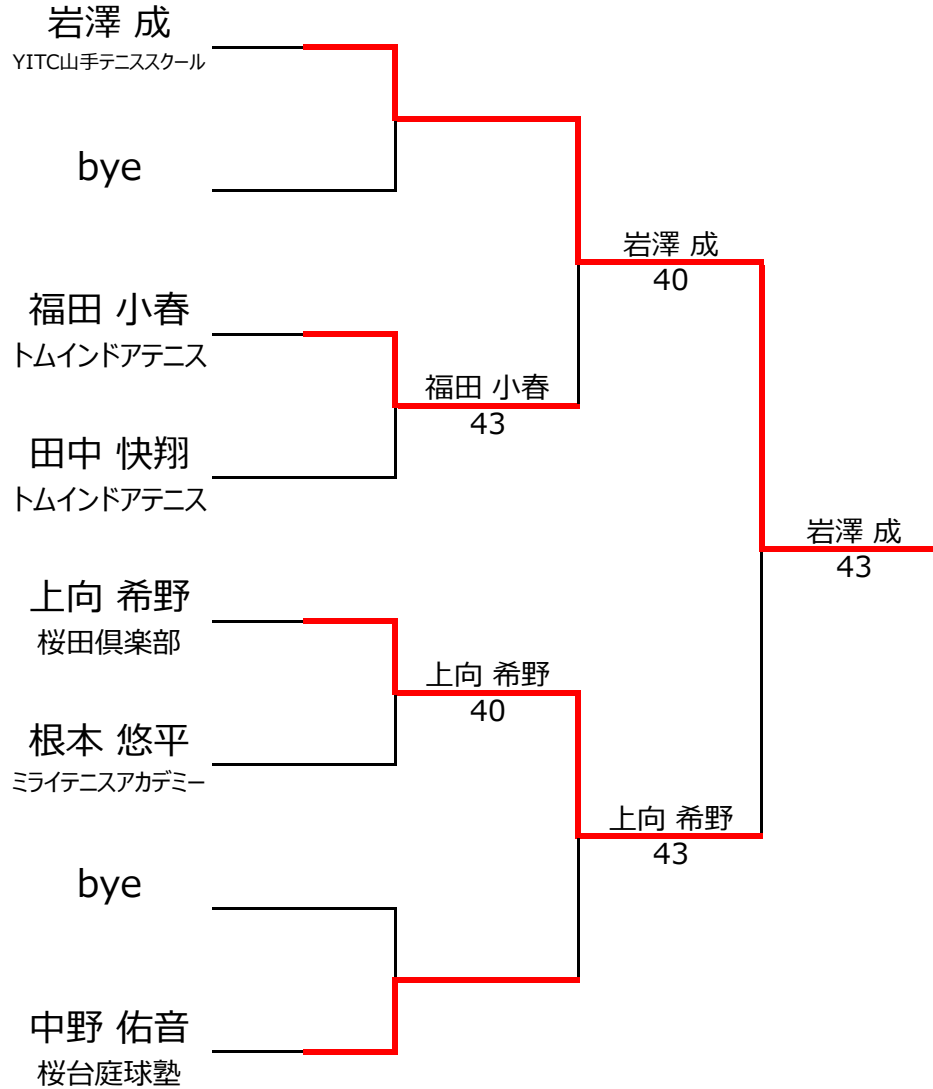 岩澤 成
YITC山手テニススクール
bye
岩澤 成
40
福田 小春
トムインドアテニス
福田 小春
43
田中 快翔
トムインドアテニス
岩澤 成
43
上向 希野
桜田倶楽部
上向 希野
40
根本 悠平
ミライテニスアカデミー
上向 希野
43
bye
中野 佑音
桜台庭球塾